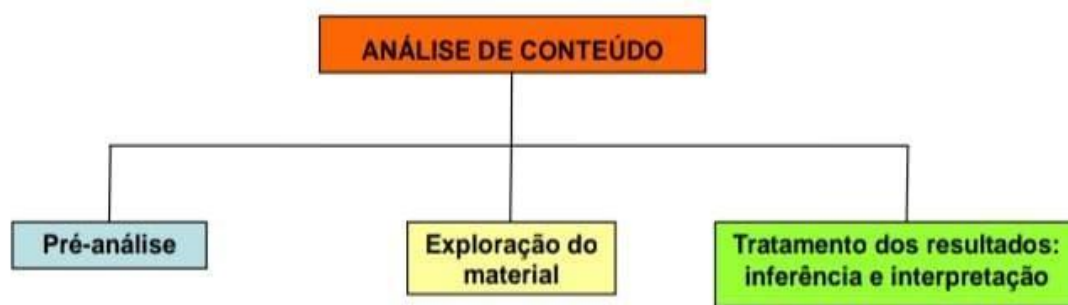 ANÁLISE DE CONTEÚDO
Pré-análise
Exploração do
material
Tratamento dos resultados:
inferência e interpretação